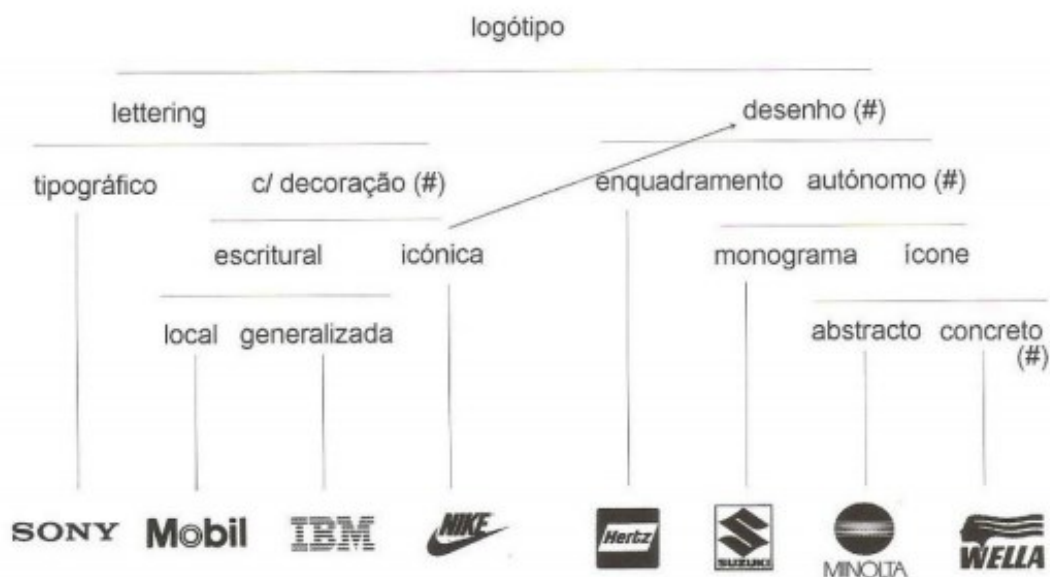 logótipo
lettering desenho (#)
tipográfico c/ decoração (#) enquadramento autónomo (#)
escritural icónica monograma ícone
local generalizada abstracto concreto
(#)
SONY Mobil IBM NIKE Hertz SUZUKI MINOLTA WELLA